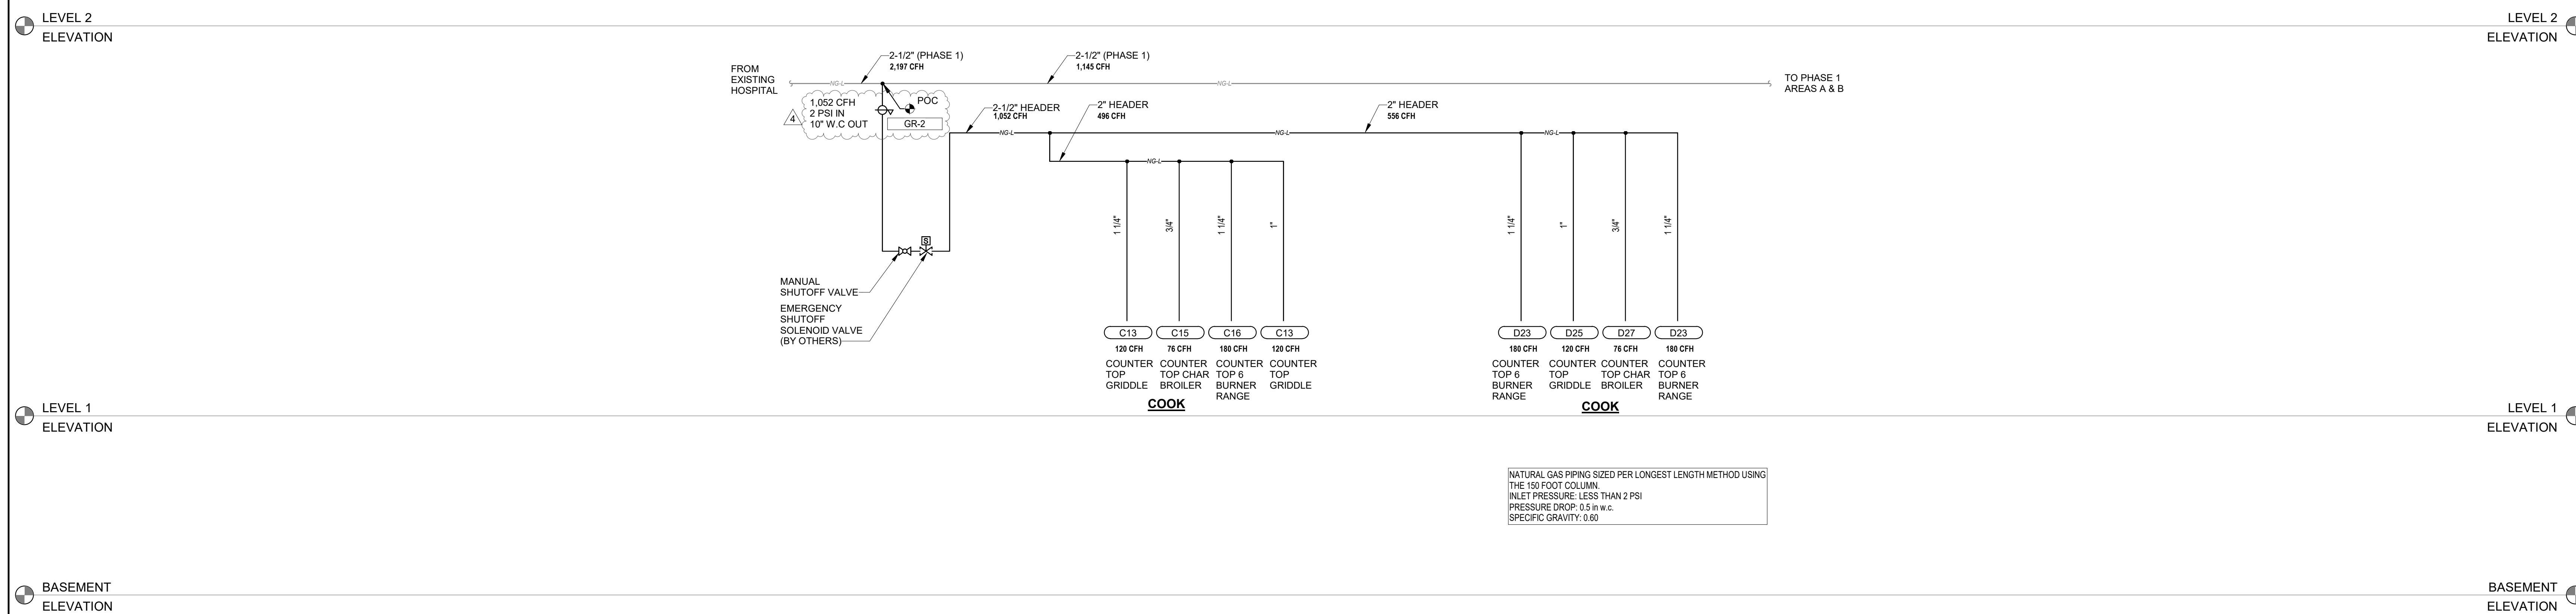 LEVEL 2
ELEVATION
LEVEL 2
ELEVATION
2-1/2" (PHASE 1)
2,197 CFH
2-1/2" (PHASE 1)
1,145 CFH
FROM
EXISTING
HOSPITAL
NG-L
NG-L
TO PHASE 1
AREAS A & B
4
1,052 CFH
2 PSI IN
10" W.C OUT
POC
GR-2
2-1/2" HEADER
1,052 CFH
2" HEADER
496 CFH
2" HEADER
556 CFH
NG-L
NG-L
NG-L
NG-L
1 1/4"
3/4"
1 1/4"
1"
1 1/4"
1"
3/4"
1 1/4"
S
MANUAL
SHUTOFF VALVE
EMERGENCY
SHUTOFF
SOLENOID VALVE
(BY OTHERS)
C13
120 CFH
COUNTER
TOP
GRIDDLE
C15
76 CFH
COUNTER
TOP CHAR
BROILER
C16
180 CFH
COUNTER
TOP 6
BURNER
RANGE
C13
120 CFH
COUNTER
TOP
GRIDDLE
COOK
D23
180 CFH
COUNTER
TOP 6
BURNER
RANGE
D25
120 CFH
COUNTER
TOP
GRIDDLE
D27
76 CFH
COUNTER
TOP CHAR
BROILER
D23
180 CFH
COUNTER
TOP 6
BURNER
RANGE
COOK
LEVEL 1
ELEVATION
LEVEL 1
ELEVATION
NATURAL GAS PIPING SIZED PER LONGEST LENGTH METHOD USING
THE 150 FOOT COLUMN.
INLET PRESSURE: LESS THAN 2 PSI
PRESSURE DROP: 0.5 in w.c.
SPECIFIC GRAVITY: 0.60
BASEMENT
ELEVATION
BASEMENT
ELEVATION